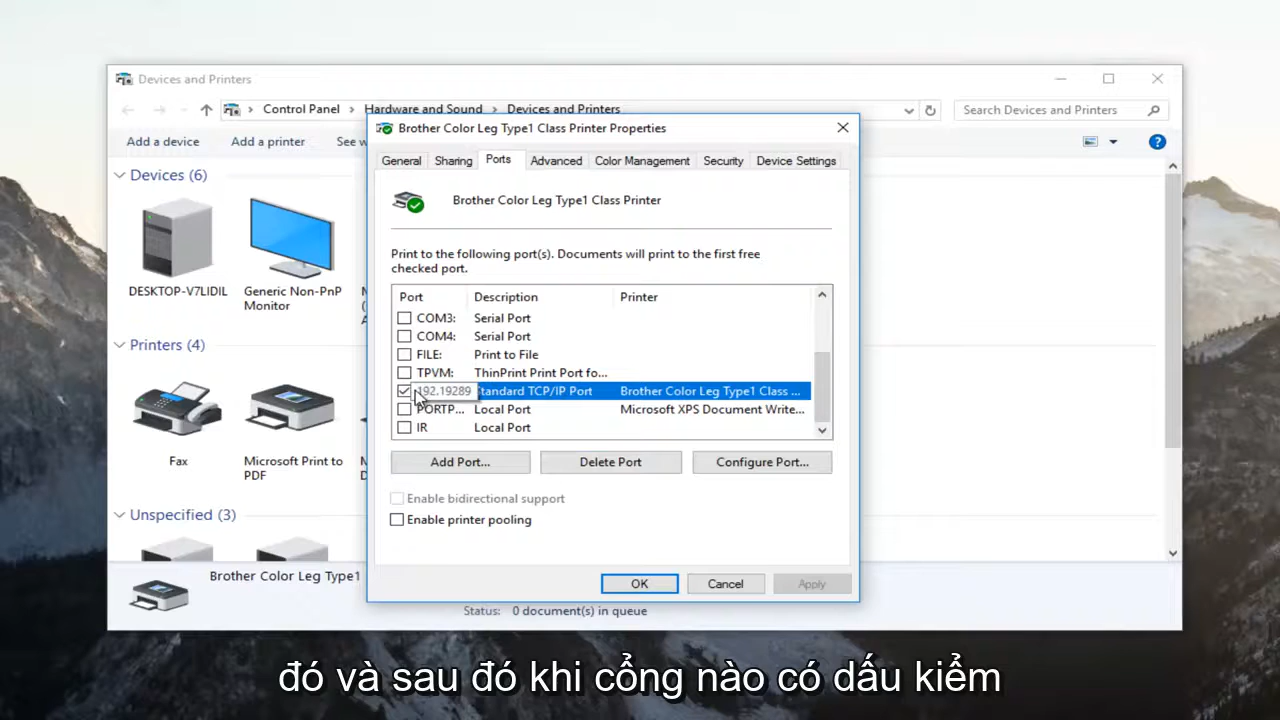 Devices and Printers
Control Panel > Hardware and Sound > Devices and Printers
Search Devices and Printers
Add a device
Add a printer
See w
Devices (6)
DESKTOP-V7LIDIL
Generic Non-PnP
Monitor
Printers (4)
Fax
Microsoft Print to
PDF
Unspecified (3)
Brother Color Leg Type1
Status: 0 document(s) in queue
Brother Color Leg Type1 Class Printer Properties
General
Sharing
Ports
Advanced
Color Management
Security
Device Settings
Brother Color Leg Type1 Class Printer
Print to the following port(s). Documents will print to the first free
checked port.
Port Description Printer
COM3: Serial Port
COM4: Serial Port
FILE: Print to File
TPVM: ThinPrint Print Port fo...
192.19289 tandard TCP/IP Port Brother Color Leg Type1 Class ...
PORTP... Local Port Microsoft XPS Document Write...
IR Local Port
Add Port...
Delete Port
Configure Port...
Enable bidirectional support
Enable printer pooling
OK
Cancel
Apply
đó và sau đó khi cổng nào có dấu kiểm